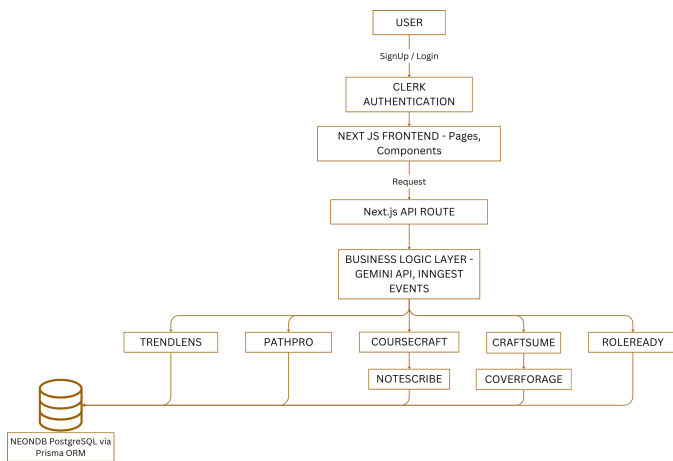 USER
SignUp / Login
CLERK
AUTHENTICATION
NEXT JS FRONTEND - Pages,
Components
Request
Next.js API ROUTE
BUSINESS LOGIC LAYER -
GEMINI API, INNGEST
EVENTS
TRENDLENS
PATHPRO
COURSECRAFT
CRAFTSUME
ROLEREADY
NOTESCRIBE
COVERFORAGE
NEONDB PostgreSQL via
Prisma ORM